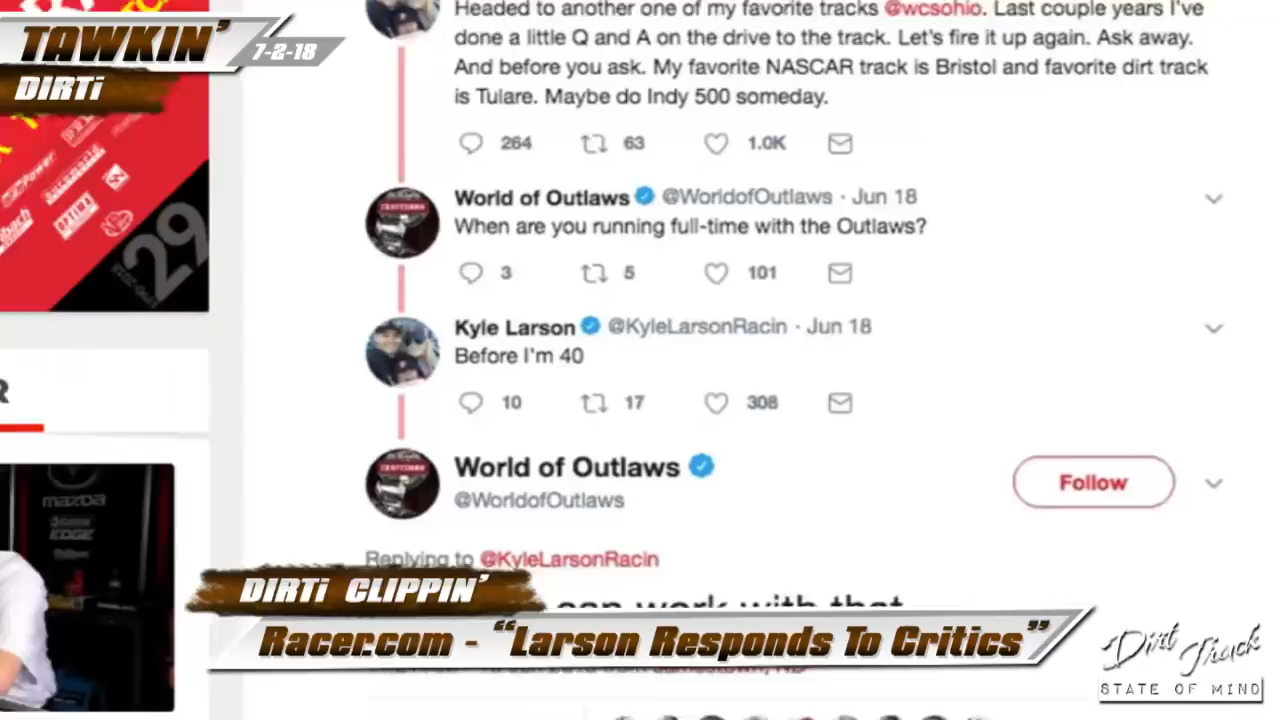 TAWKIN'
7-2-18
DIRTi
Headed to another one of my favorite tracks @wcsohio. Last couple years I've
done a little Q and A on the drive to the track. Let's fire it up again. Ask away.
And before you ask. My favorite NASCAR track is Bristol and favorite dirt track
is Tulare. Maybe do Indy 500 someday.
264 63 1.0K
World of Outlaws @WorldofOutlaws · Jun 18
When are you running full-time with the Outlaws?
3 5 101
Kyle Larson @KyleLarsonRacin · Jun 18
Before I'm 40
10 17 308
World of Outlaws
@WorldofOutlaws
Follow
Replying to @KyleLarsonRacin
can work with that
29
R
mazda
EDGE
DIRTi CLIPPIN'
Racer.com - “Larson Responds To Critics”
Dirt Track
STATE OF MIND